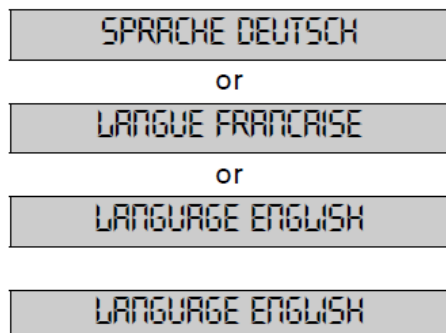 SPRACHE DEUTSCH
or
LANGUE FRANCAISE
or
LANGUAGE ENGLISH
LANGUAGE ENGLISH